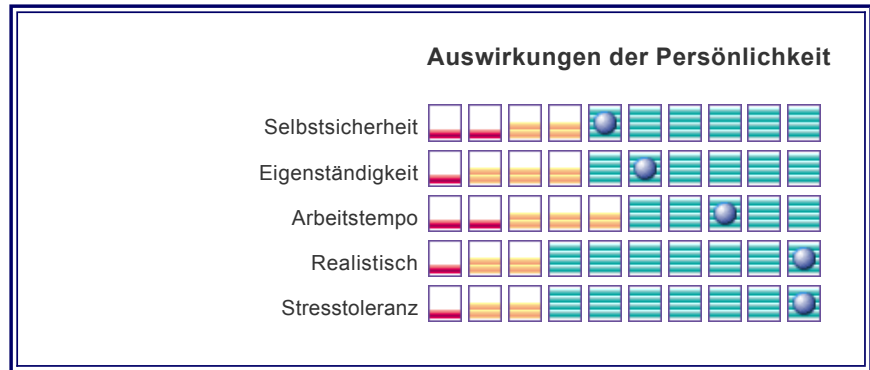 Auswirkungen der Persönlichkeit
Selbstsicherheit
Eigenständigkeit
Arbeitstempo
Realistisch
Stresstoleranz